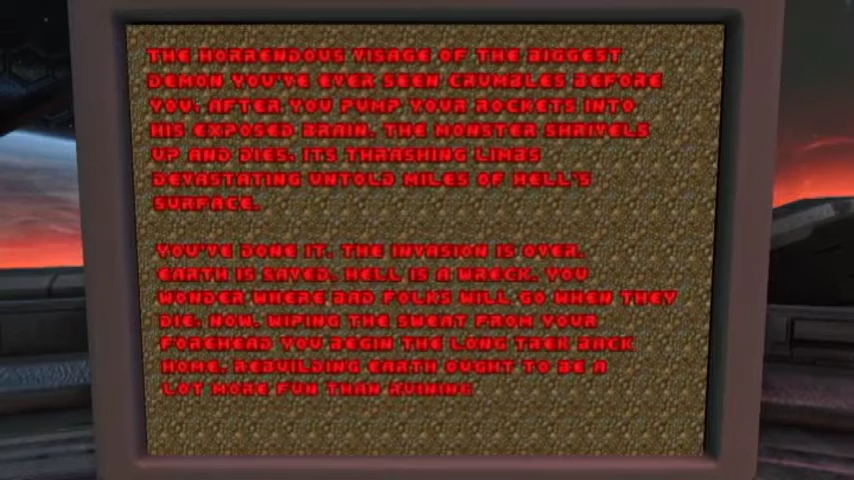 THE HORRENDOUS VISAGE OF THE BIGGEST
DEMON YOU'VE EVER SEEN CRUMBLES BEFORE
YOU, AFTER YOU PUMP YOUR ROCKETS INTO
HIS EXPOSED BRAIN. THE MONSTER SHRIVELS
UP AND DIES, ITS THRASHING LIMBS
DEVASTATING UNTOLD MILES OF HELL'S
SURFACE.
YOU'VE DONE IT. THE INVASION IS OVER.
EARTH IS SAVED. HELL IS A WRECK. YOU
WONDER WHERE BAD FOLKS WILL GO WHEN THEY
DIE, NOW. WIPING THE SWEAT FROM YOUR
FOREHEAD YOU BEGIN THE LONG TREK BACK
HOME. REBUILDING EARTH OUGHT TO BE A
LOT MORE FUN THAN RUINING